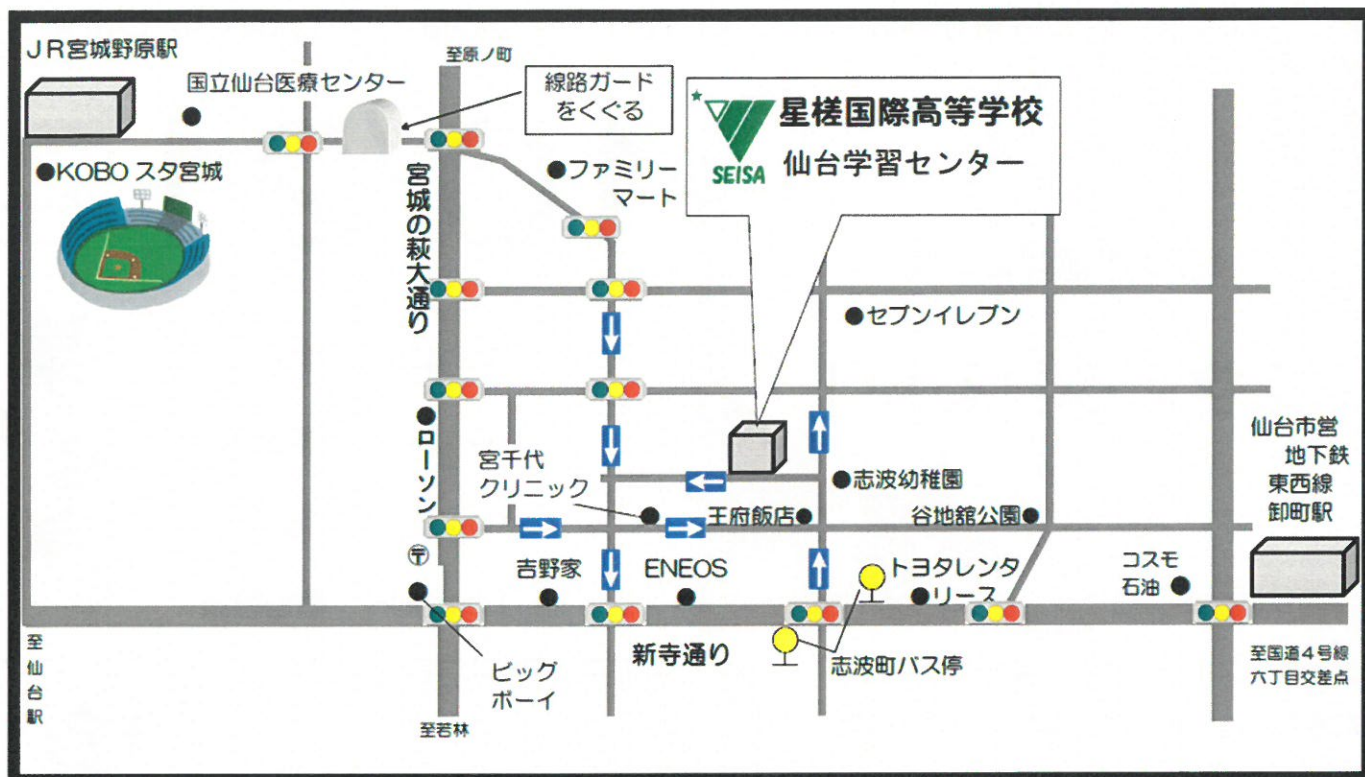 JR宮城野原駅
至原ノ町
国立仙台医療センター
線路ガード
をくぐる
星槎国際高等学校
仙台学習センター
SEISA
KOBOスタ宮城
ファミリー
マート
宮城の萩大通り
セブンイレブン
ローソン
仙台市営
地下鉄
東西線
卸町駅
宮千代
クリニック
志波幼稚園
王府飯店
谷地舘公園
〒
吉野家
ENEOS
トヨタレンタ
リース
コスモ
石油
新寺通り
志波町バス停
ビッグ
ボーイ
至仙台駅
至国道4号線
六丁目交差点
至若林